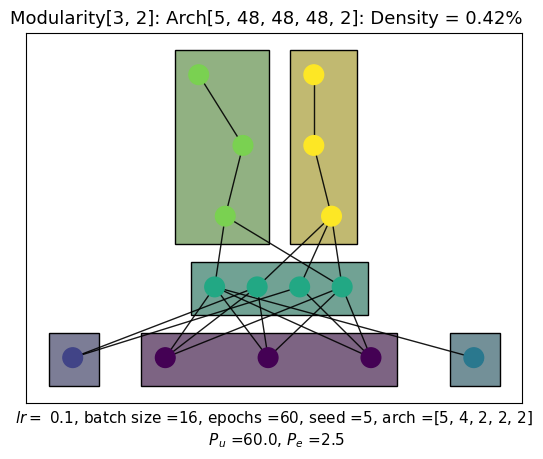 Modularity[3, 2]: Arch[5, 48, 48, 48, 2]: Density = 0.42%
lr = 0.1, batch size =16, epochs =60, seed =5, arch =[5, 4, 2, 2, 2]
P_u =60.0, P_e =2.5